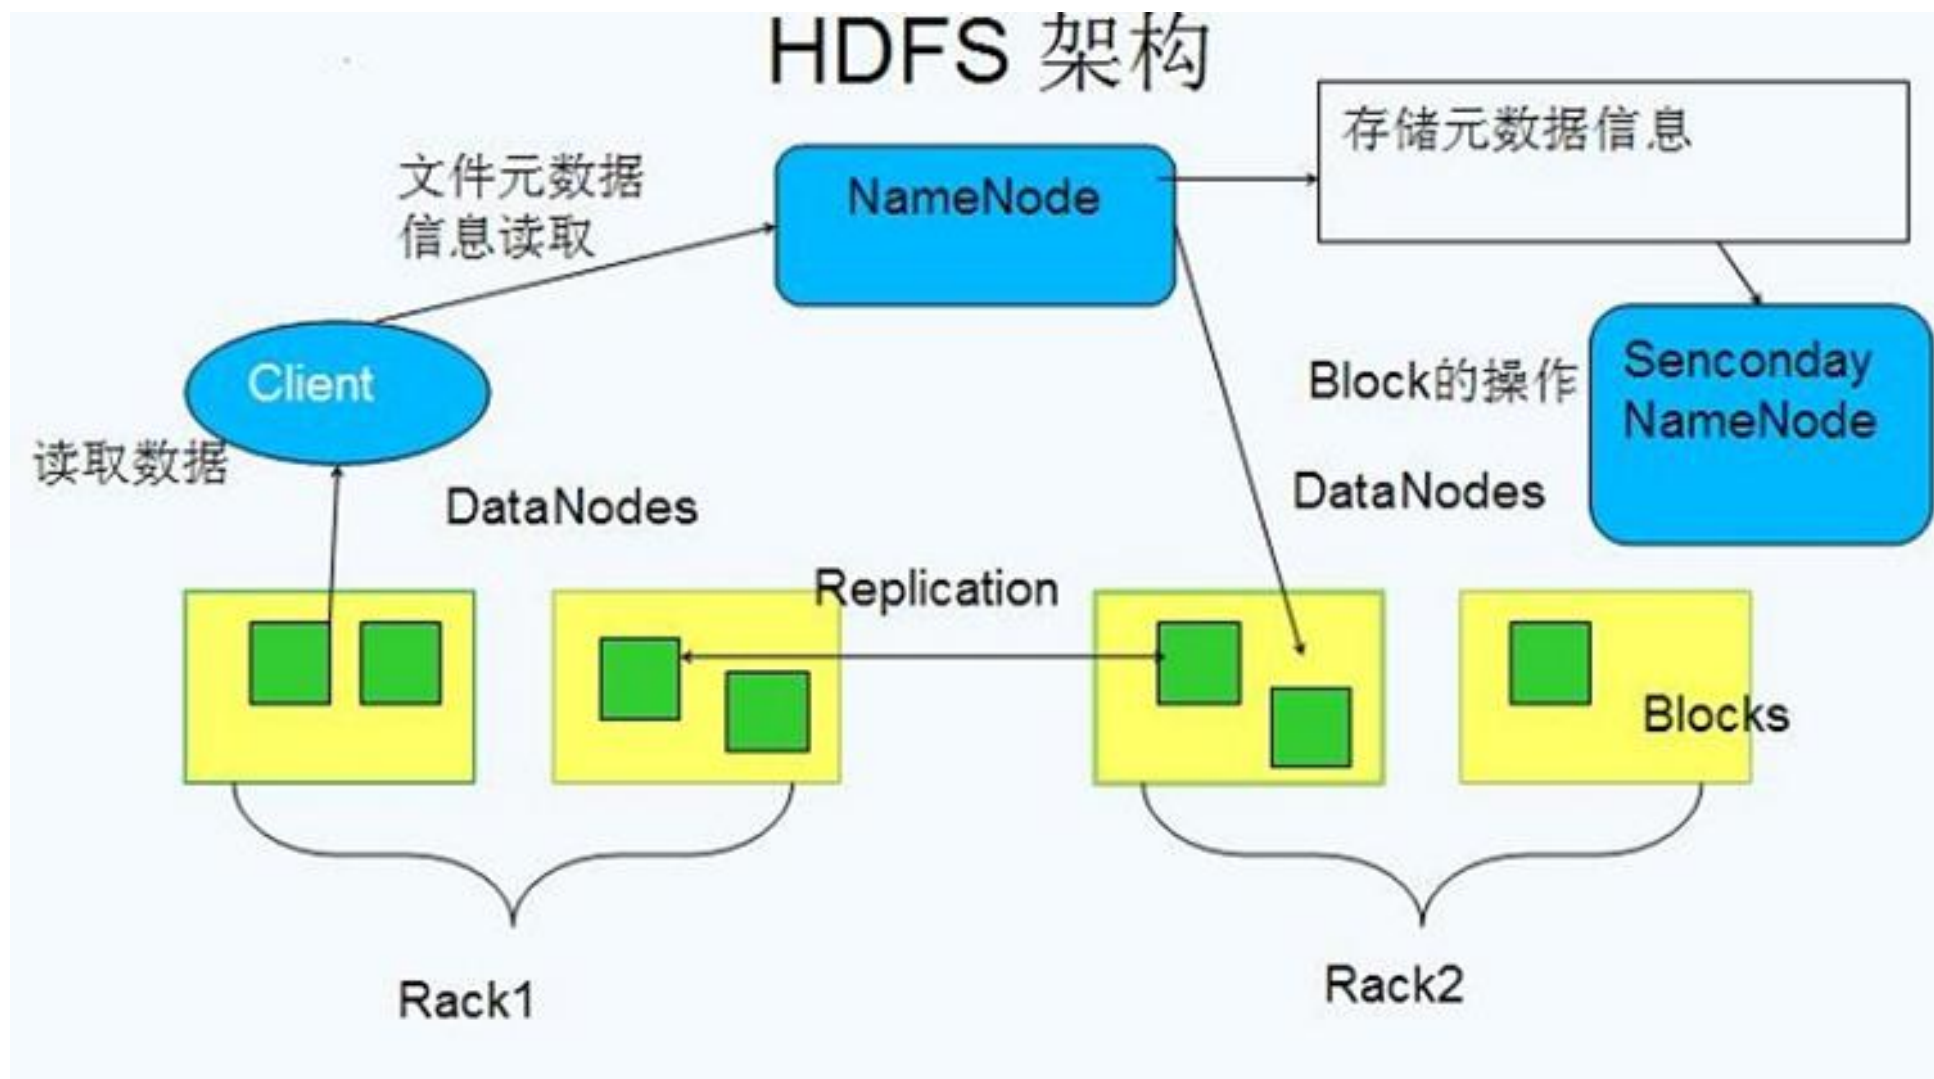 HDFS 架构
存储元数据信息
文件元数据
信息读取
NameNode
Client
Block的操作
Senconday
NameNode
读取数据
DataNodes
DataNodes
Replication
Blocks
Rack1
Rack2